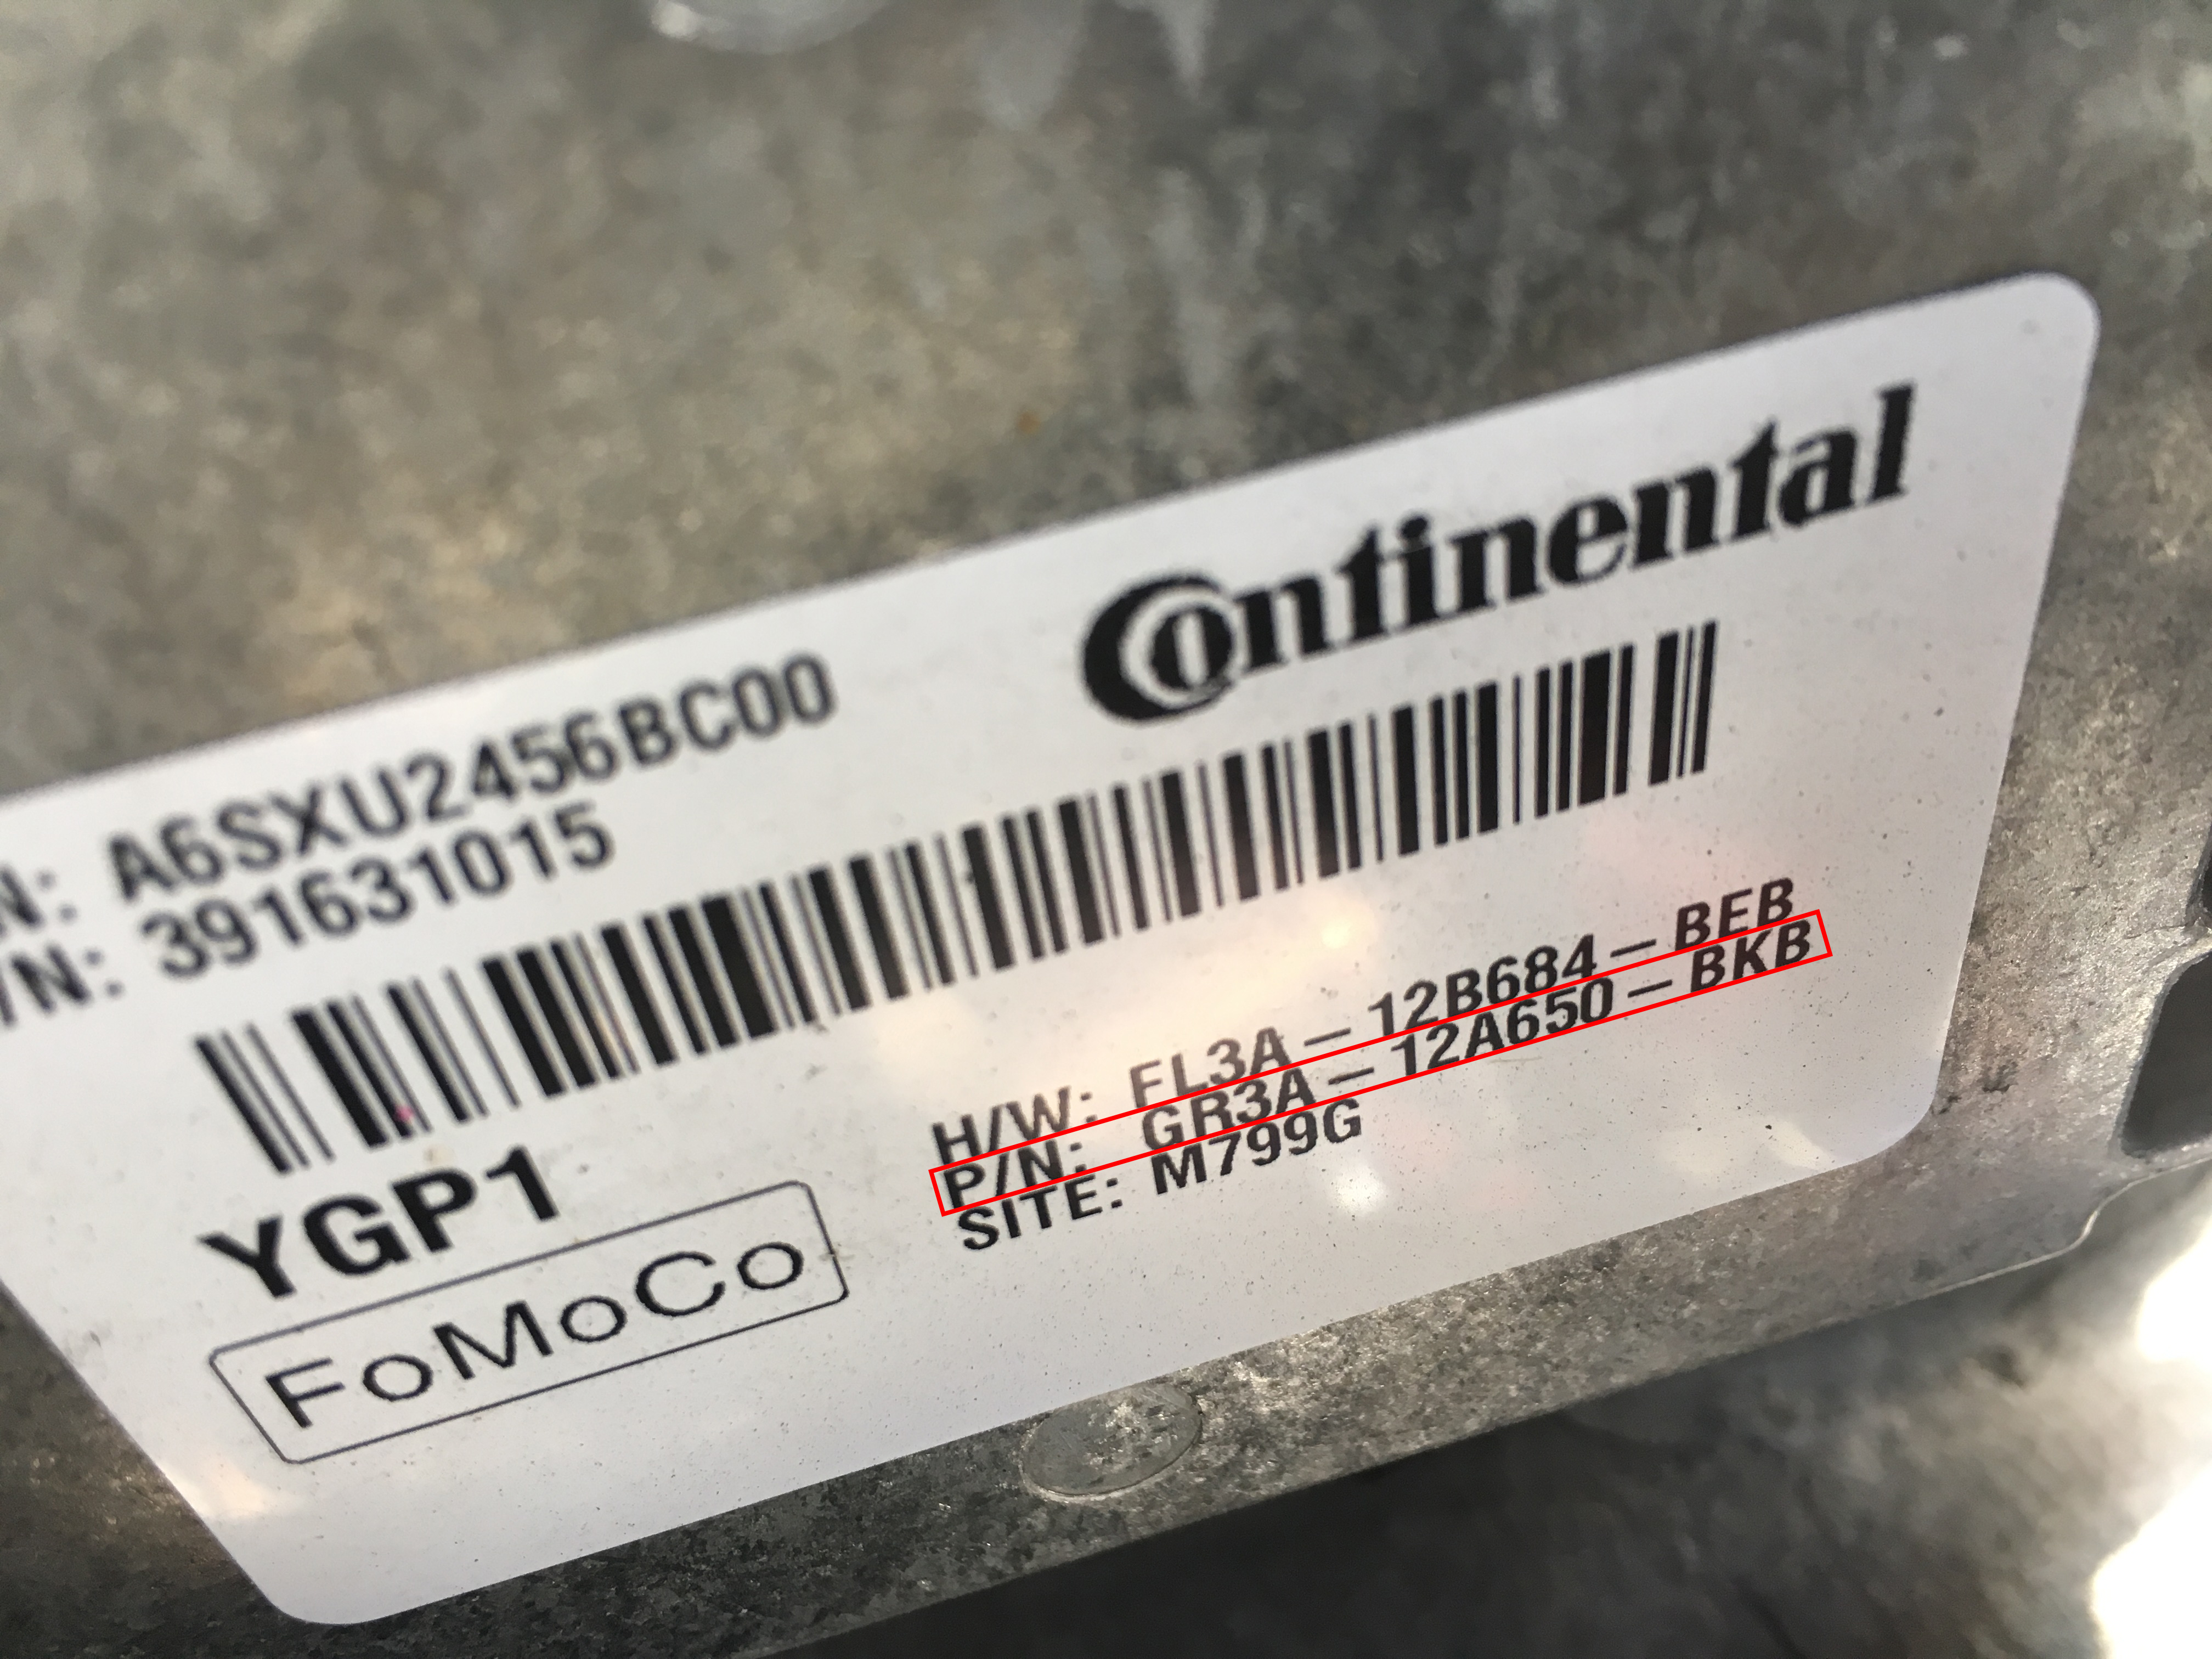 Continental
N: A6SXU2456BC00
/N: 391631015
YGP1
FoMoCo
H/W: FL3A-12B684-BEB
P/N: GR3A-12A650-BKB
SITE: M799G